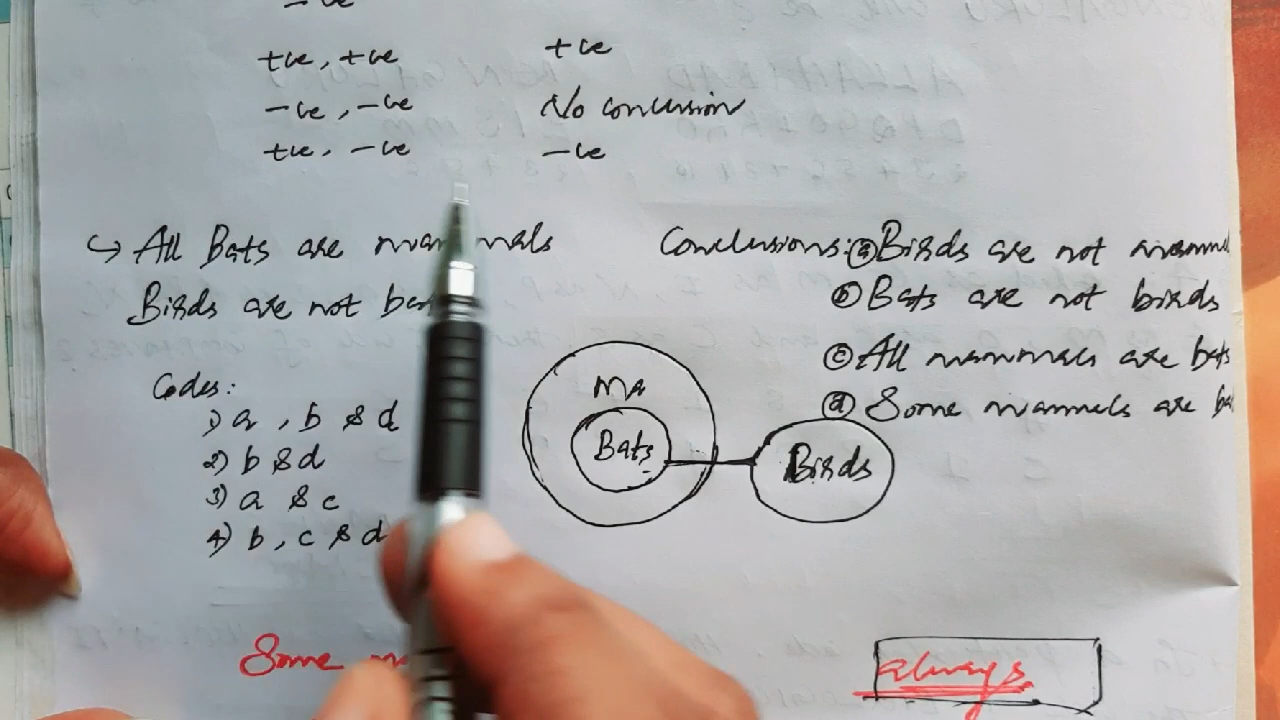 -ve
+ve, +ve +ve
-ve, -ve No conclusion
+ve, -ve -ve
↳ All Bats are mammals
Birds are not
Conclusions: ⓐ Birds are not
ⓑ Bats are not birds
ⓒ All mammals are bats
ⓓ Some mammals are
Codes:
1) a, b & d
2) b & d
3) a & c
4) b, c & d
MA
Bats
Birds
Some
always